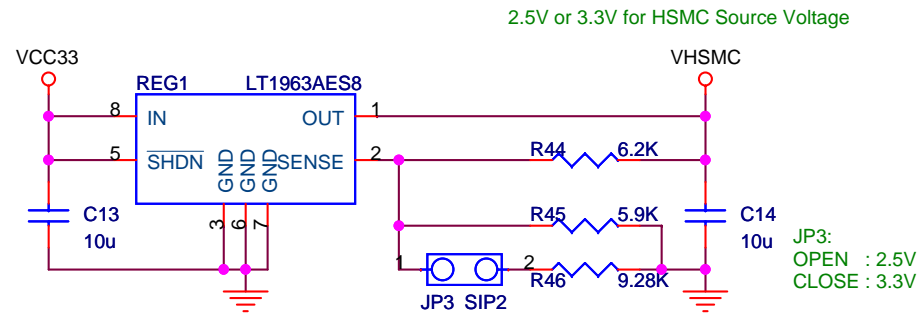 2.5V or 3.3V for HSMC Source Voltage
VCC33
VHSMC
REG1 LT1963AES8
8 IN OUT 1
5 SHDN SENSE 2
GND GND GND
3 6 7
R44 6.2K
R45 5.9K
C13
10u
C14
10u
1 2
R46 9.28K
JP3 SIP2
JP3:
OPEN : 2.5V
CLOSE : 3.3V